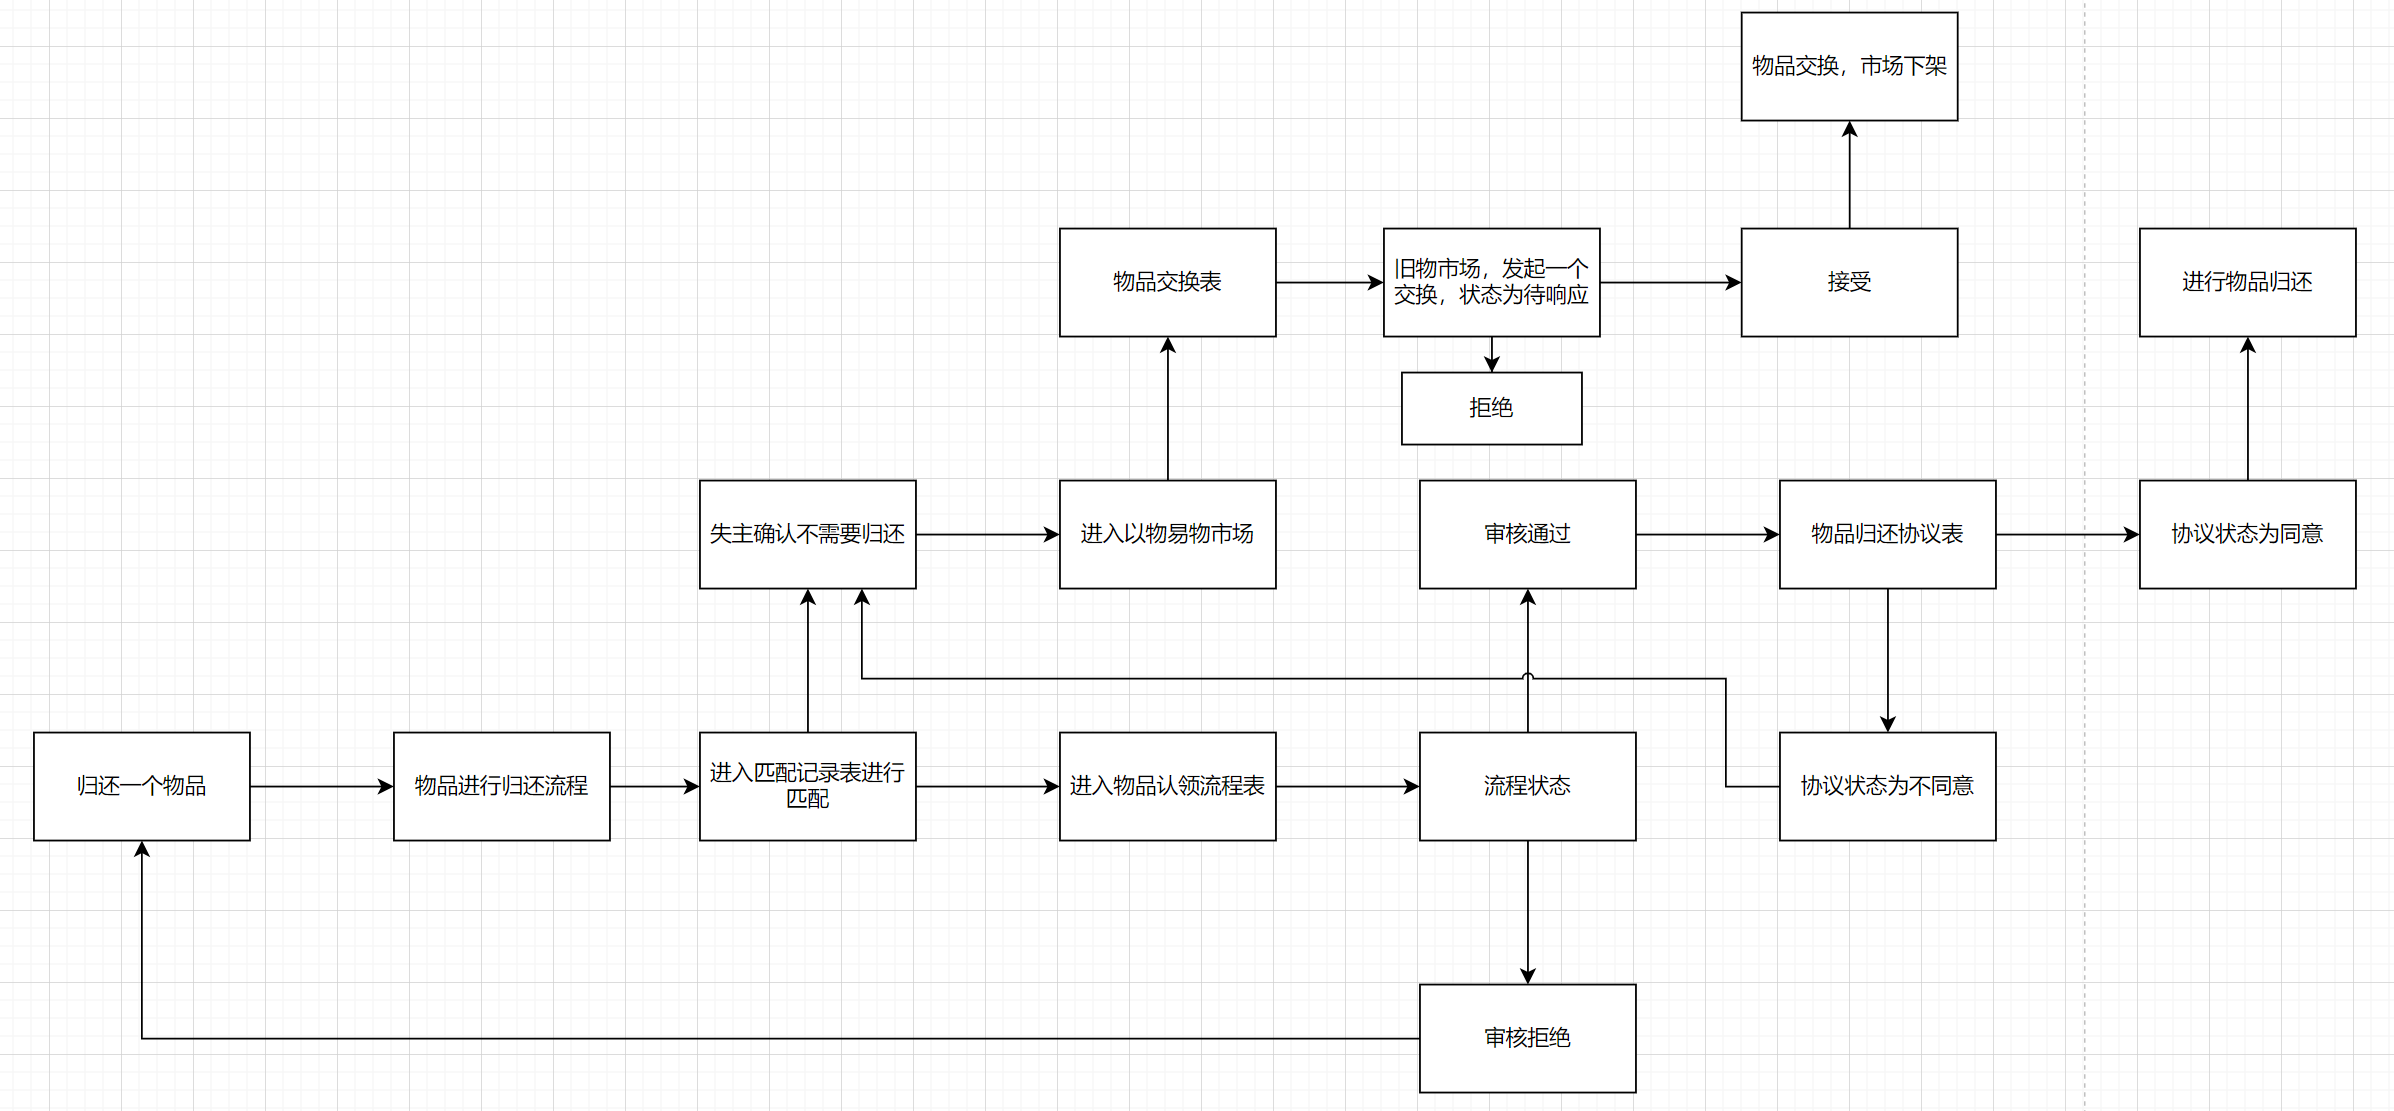 物品交换，市场下架
物品交换表
旧物市场，发起一个
交换，状态为待响应
接受
进行物品归还
拒绝
失主确认不需要归还
进入以物易物市场
审核通过
物品归还协议表
协议状态为同意
归还一个物品
物品进行归还流程
进入匹配记录表进行
匹配
进入物品认领流程表
流程状态
协议状态为不同意
审核拒绝